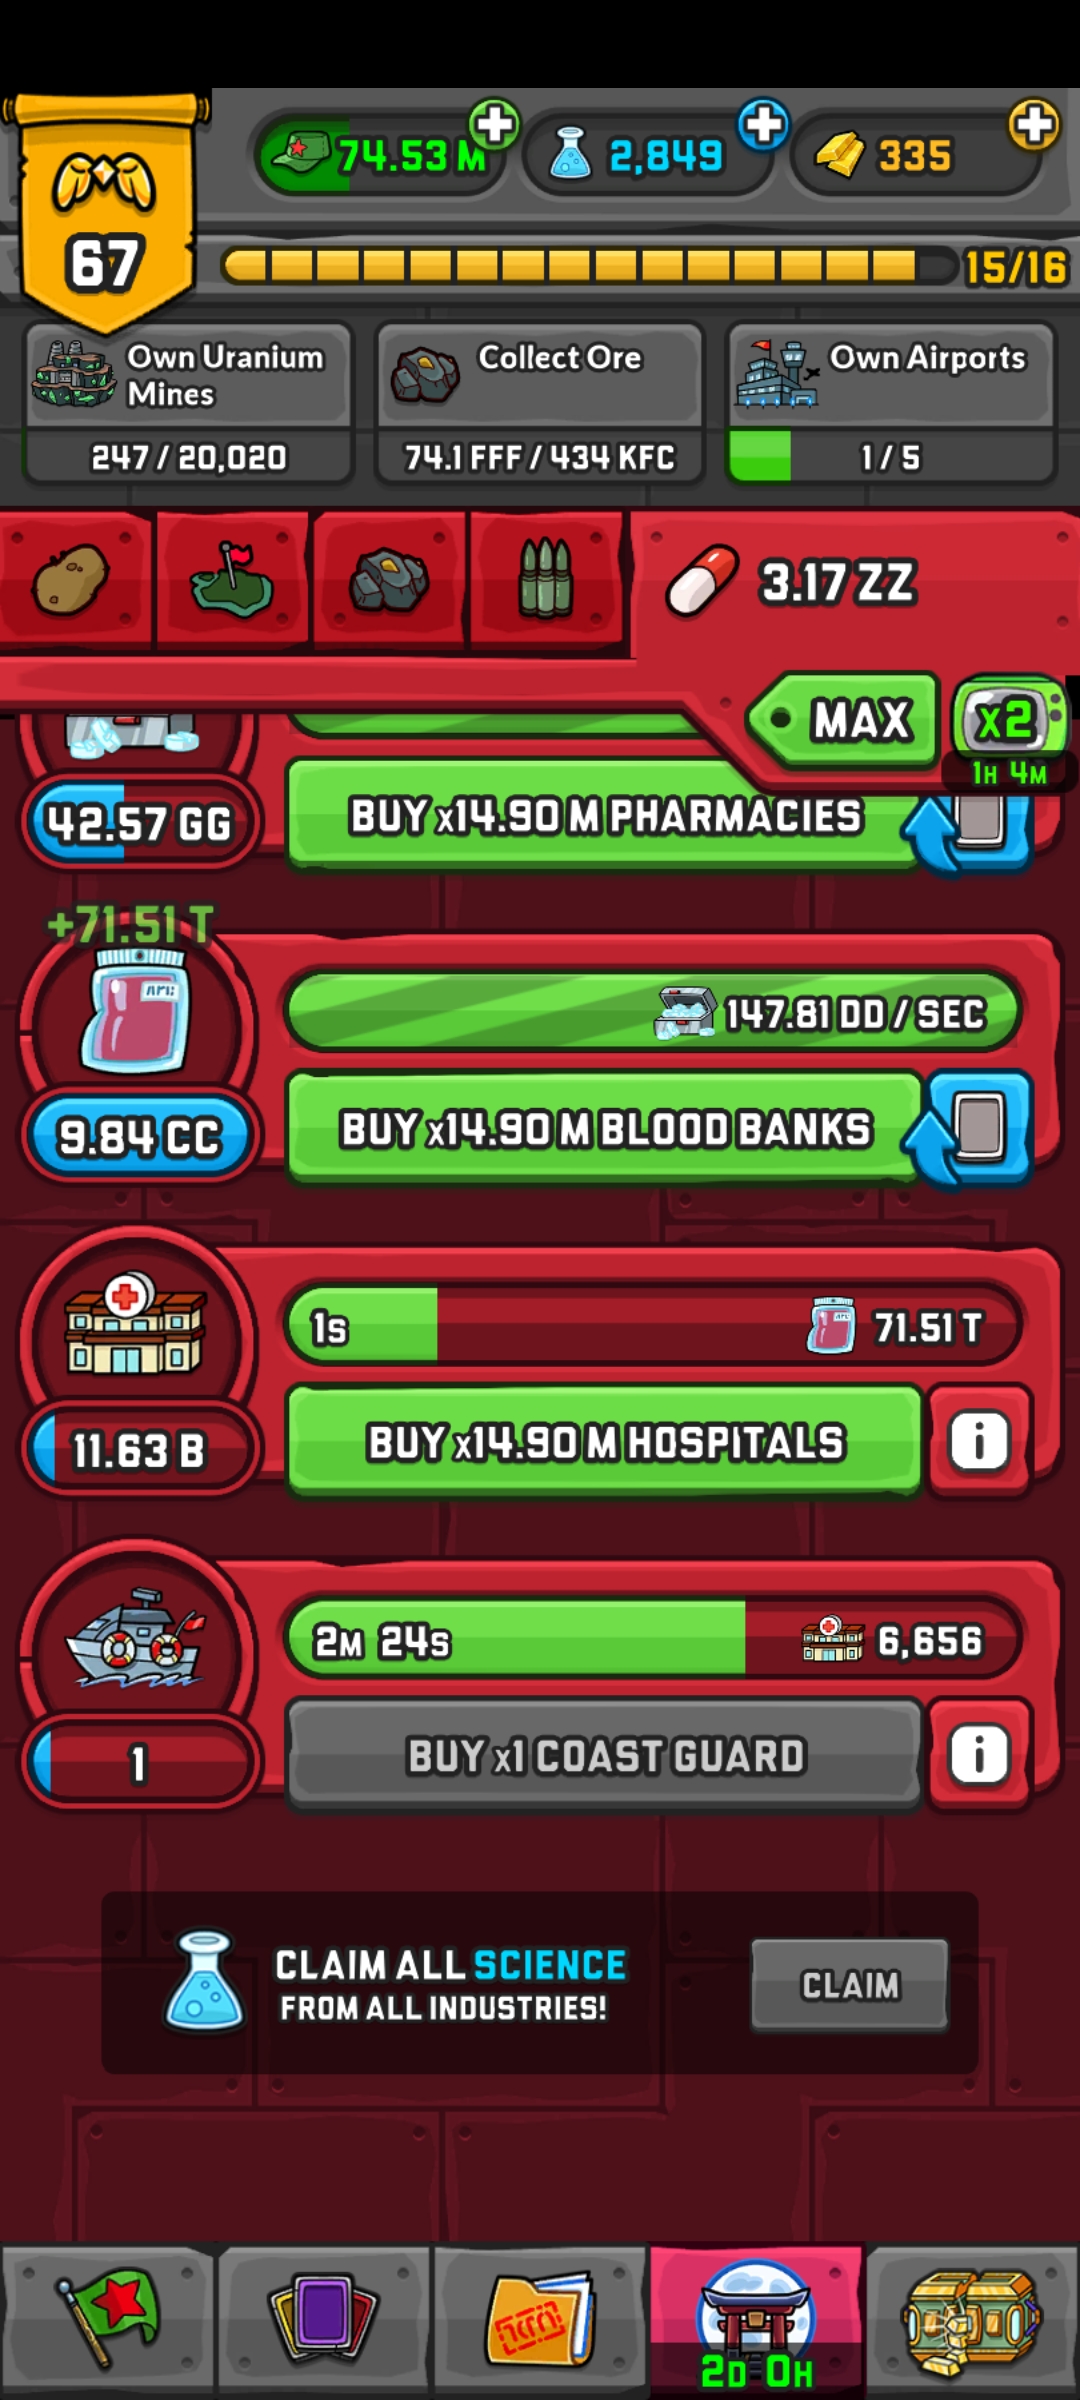 74.53 M
2,849
335
67
15/16
Own Uranium
Mines
247 / 20,020
Collect Ore
74.1 FFF / 434 KFC
Own Airports
1 / 5
3.17 ZZ
MAX
x2
1H 4M
42.57 GG
BUY x14.90 M PHARMACIES
+71.51 T
147.81 DD / SEC
9.84 CC
BUY x14.90 M BLOOD BANKS
1S
71.51 T
11.63 B
BUY x14.90 M HOSPITALS
i
2M 24S
6,656
1
BUY x1 COAST GUARD
i
CLAIM ALL SCIENCE
FROM ALL INDUSTRIES!
CLAIM
2D 0H